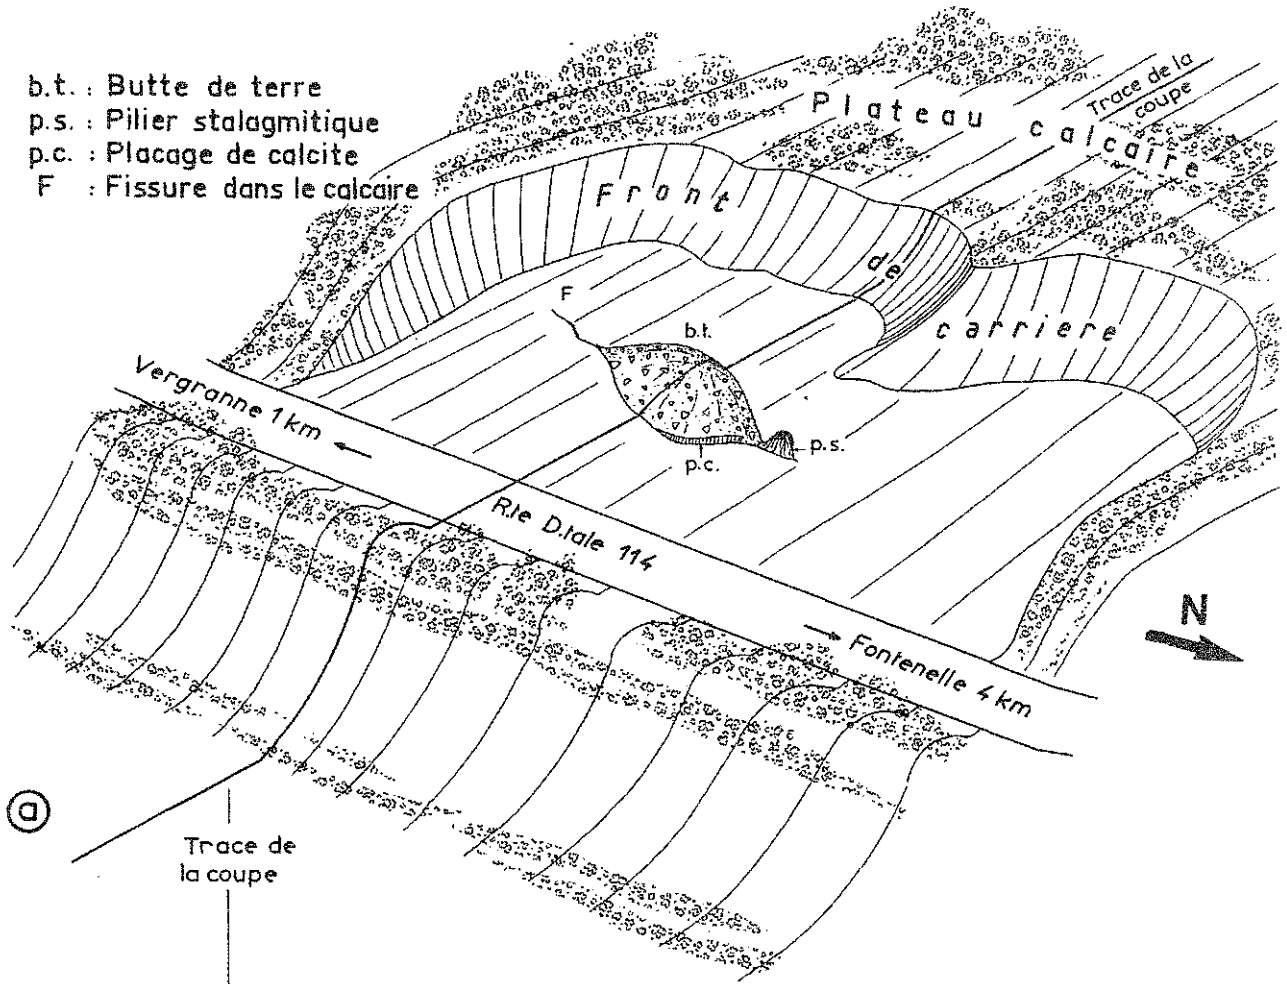 b.t. : Butte de terre
p.s. : Pilier stalagmitique
p.c. : Placage de calcite
F : Fissure dans le calcaire
Trace de la
coupe
Plateau calcaire
Front de carriere
F
b.t.
p.s.
p.c.
Vergranne 1 km
R.te D.tale 114
Fontenelle 4 km
N
a
Trace de
la coupe